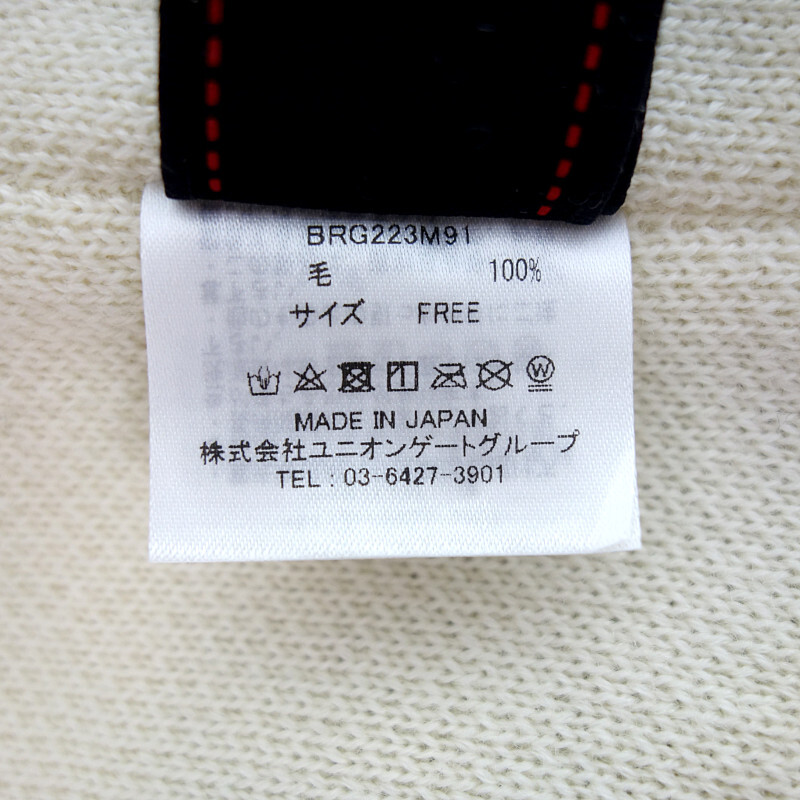 BRG223M91
毛 100%
サイズ FREE
W
MADE IN JAPAN
株式会社ユニオンゲートグループ
TEL : 03-6427-3901